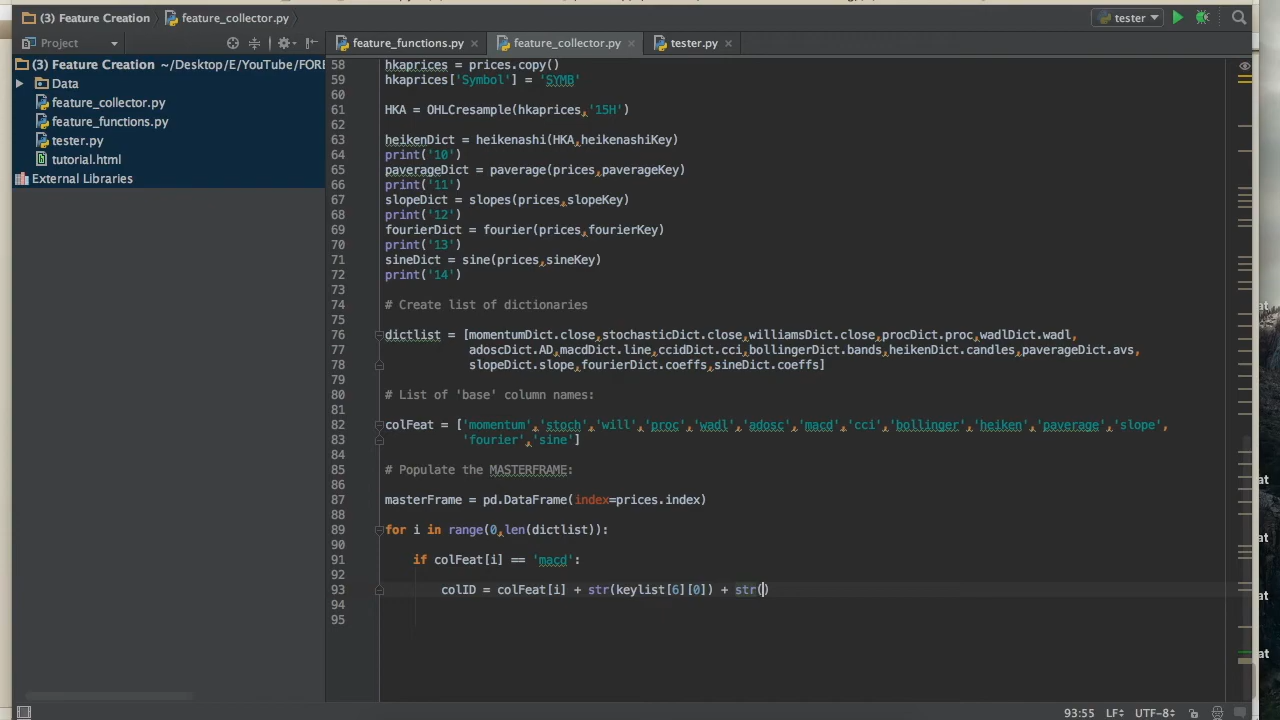 (3) Feature Creation feature_collector.py tester
Project feature_functions.py feature_collector.py tester.py
(3) Feature Creation ~/Desktop/E/YouTube/FORE
Data
feature_collector.py
feature_functions.py
tester.py
tutorial.html
External Libraries
58 hkaprices = prices.copy()
59 hkaprices['Symbol'] = 'SYMB'
60
61 HKA = OHLCresample(hkaprices,'15H')
62
63 heikenDict = heikenashi(HKA,heikenashiKey)
64 print('10')
65 paverageDict = paverage(prices,paverageKey)
66 print('11')
67 slopeDict = slopes(prices,slopeKey)
68 print('12')
69 fourierDict = fourier(prices,fourierKey)
70 print('13')
71 sineDict = sine(prices,sineKey)
72 print('14')
73
74 # Create list of dictionaries
75
76 dictlist = [momentumDict.close,stochasticDict.close,williamsDict.close,procDict.proc,wadlDict.wadl,
77 adoscDict.AD,macdDict.line,ccidDict.cci,bollingerDict.bands,heikenDict.candles,paverageDict.avs,
78 slopeDict.slope,fourierDict.coeffs,sineDict.coeffs]
79
80 # List of 'base' column names:
81
82 colFeat = ['momentum','stoch','will','proc','wadl','adosc','macd','cci','bollinger','heiken','paverage','slope',
83 'fourier','sine']
84
85 # Populate the MASTERFRAME:
86
87 masterFrame = pd.DataFrame(index=prices.index)
88
89 for i in range(0,len(dictlist)):
90
91 if colFeat[i] == 'macd':
92
93 colID = colFeat[i] + str(keylist[6][0]) + str()
94
95
at
at
at
at
at
93:55 LF UTF-8